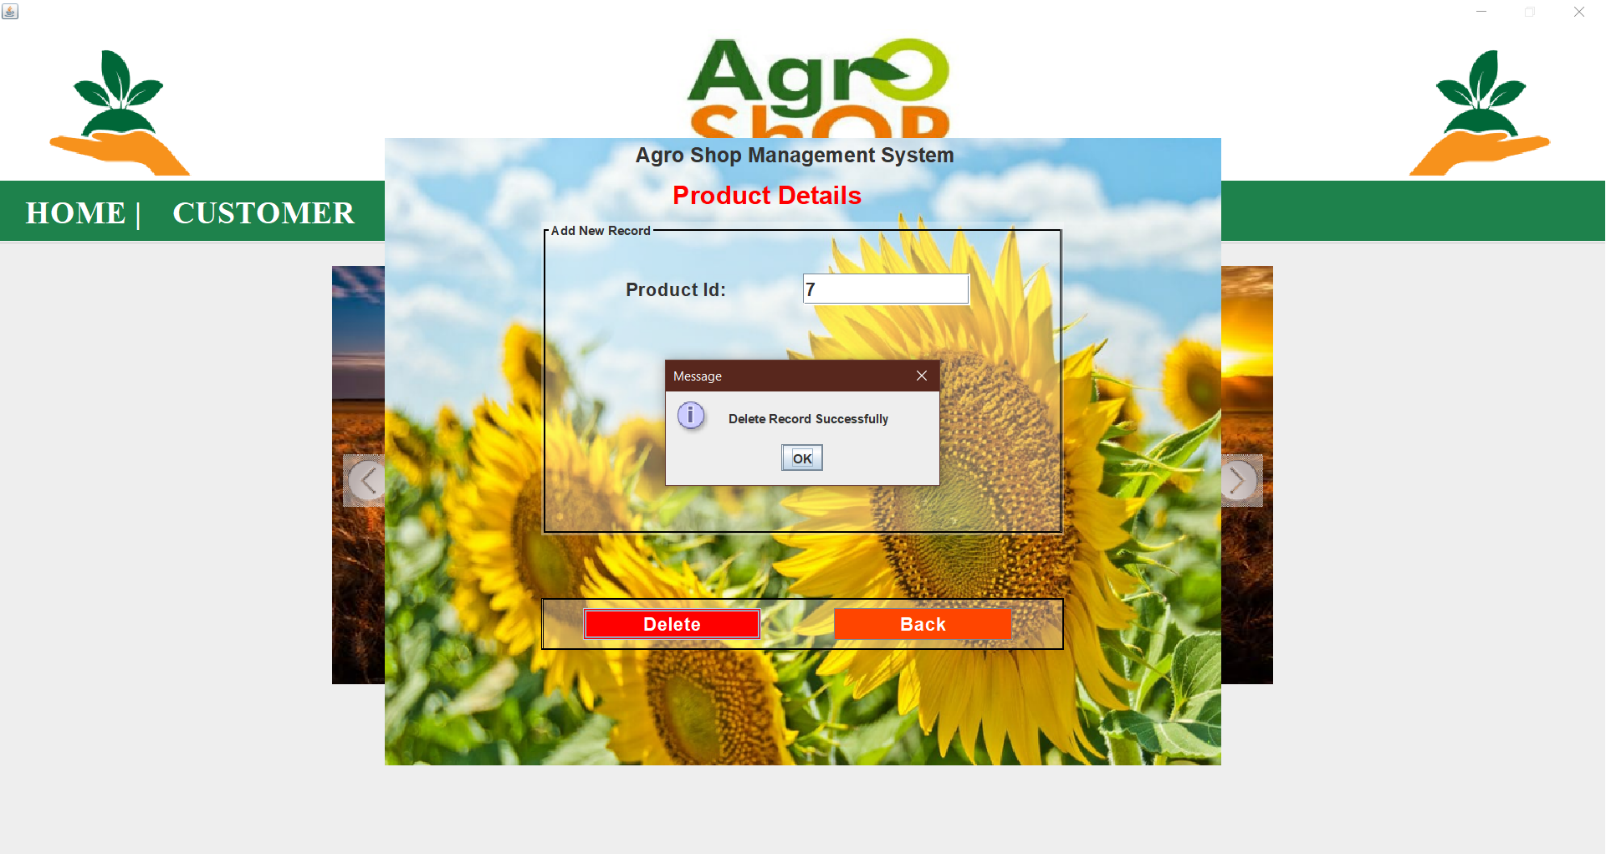 Agro
ShOP
Agro Shop Management System
Product Details
HOME |
CUSTOMER
Add New Record
Product Id:
7
Message
i
Delete Record Successfully
OK
Delete
Back